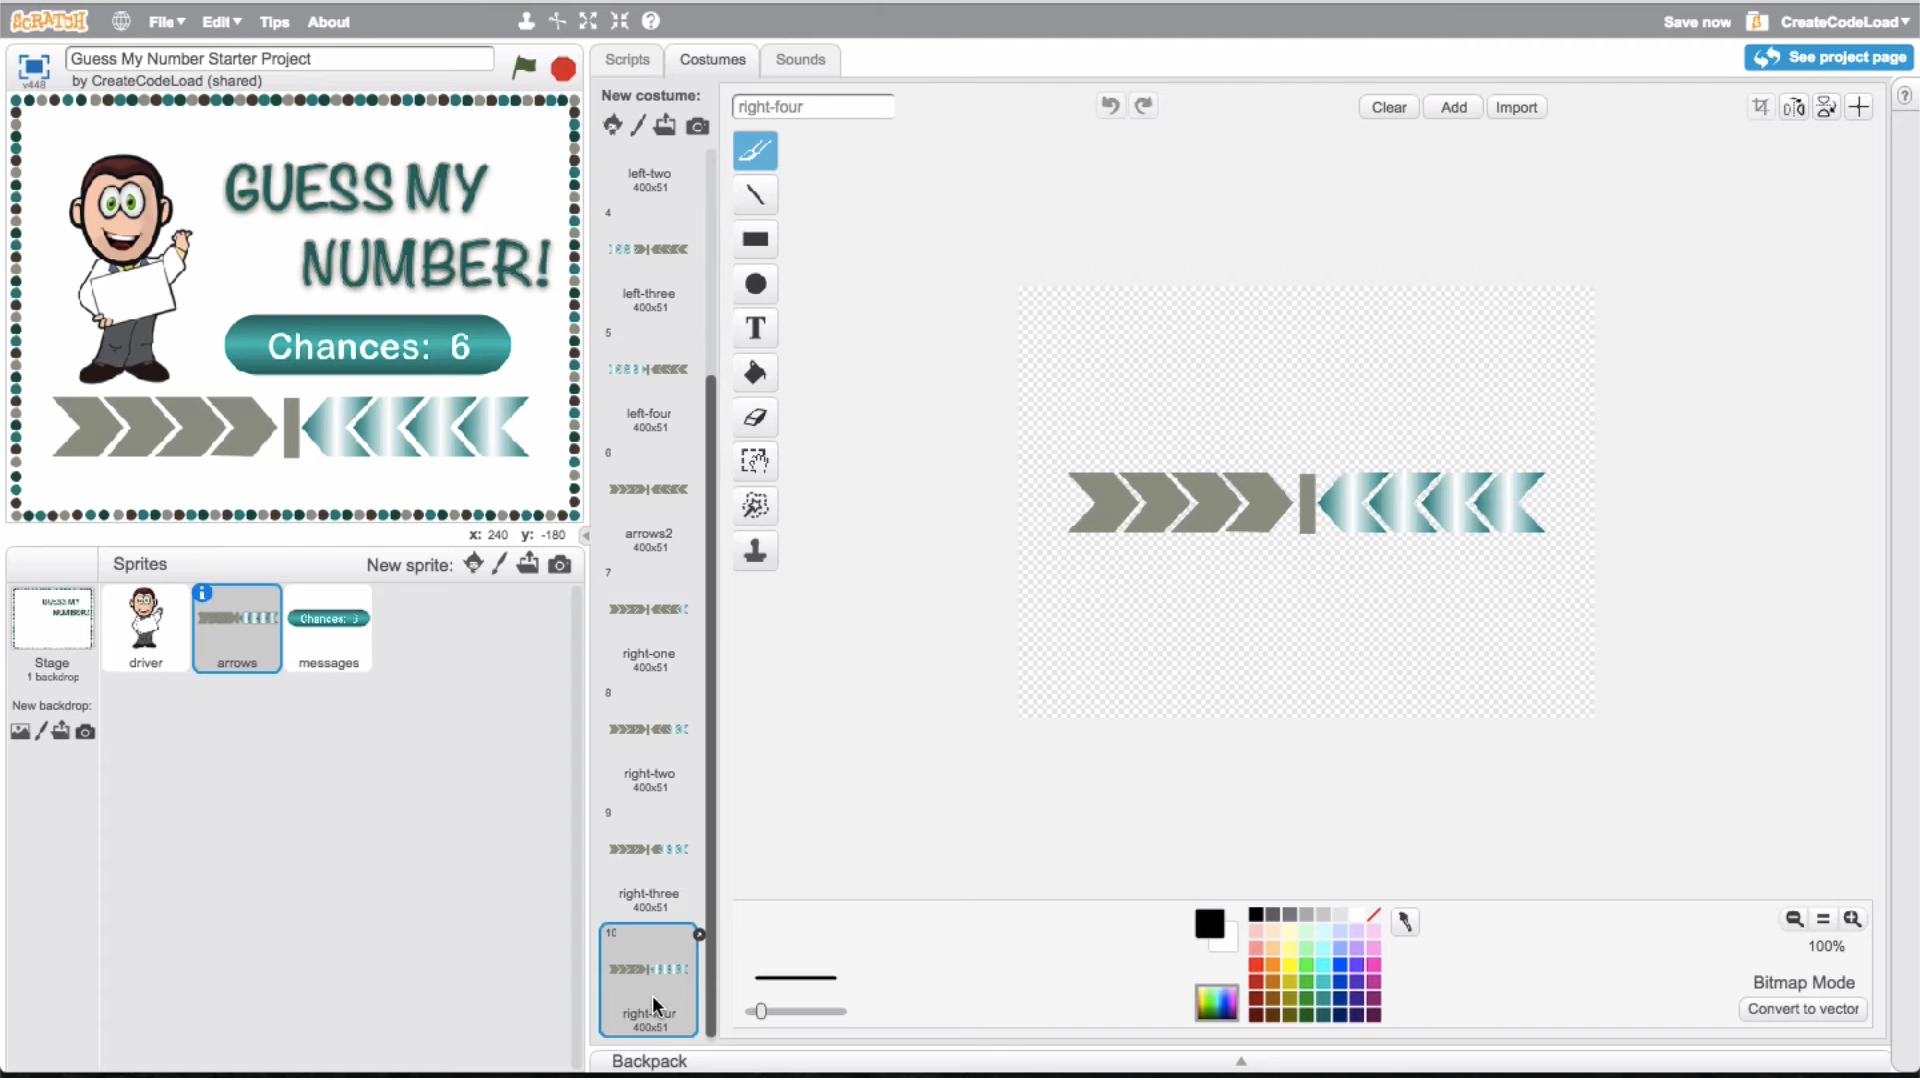 SCRATCH File▾ Edit▾ Tips About Save now CreateCodeLoad▾
v448 Guess My Number Starter Project
by CreateCodeLoad (shared)
Scripts Costumes Sounds
See project page
GUESS MY
NUMBER!
Chances: 6
x: 240 y: -180
Sprites New sprite:
GUESS MY
NUMBER!
Stage
1 backdrop
New backdrop:
driver
arrows
Chances:
messages
New costume:
left-two
400x51
4
left-three
400x51
5
left-four
400x51
6
arrows2
400x51
7
right-one
400x51
8
right-two
400x51
9
right-three
400x51
10
right-four
400x51
right-four
Clear Add Import
T
100%
Bitmap Mode
Convert to vector
Backpack